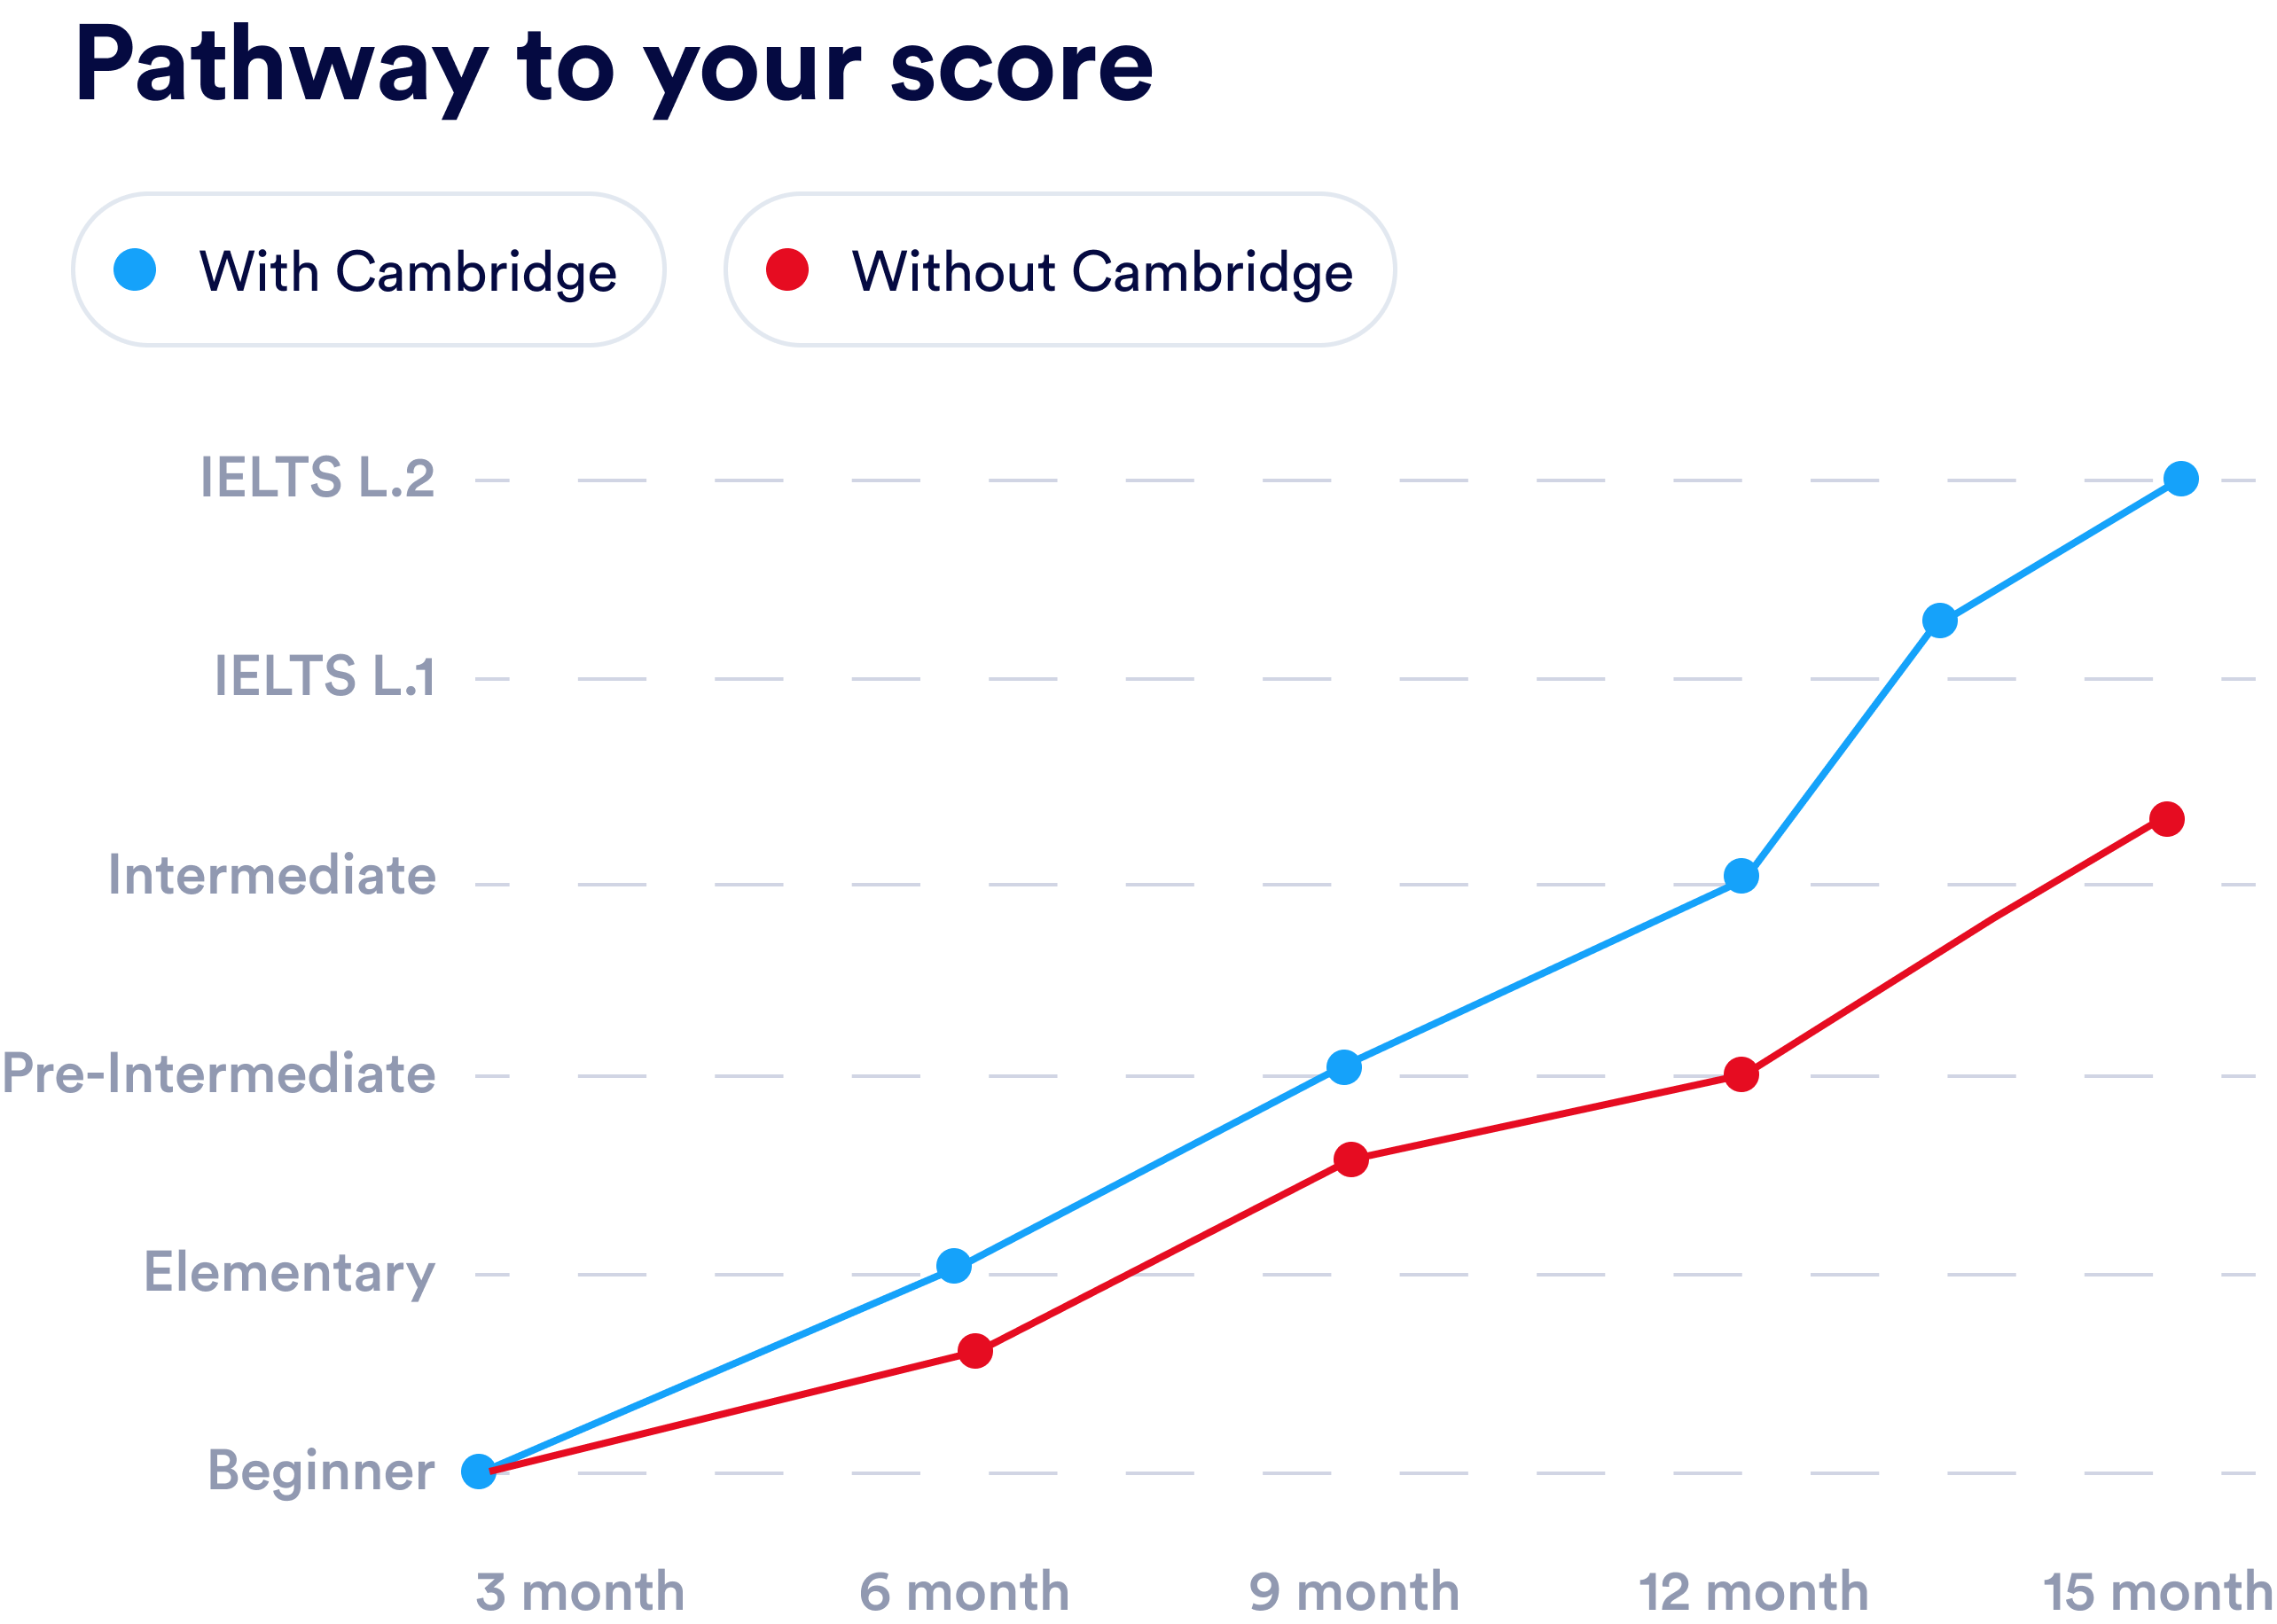 Pathway to your score
With Cambridge
Without Cambridge
IELTS L.2
IELTS L.1
Intermediate
Pre-Intermediate
Elementary
Beginner
3 month
6 month
9 month
12 month
15 month